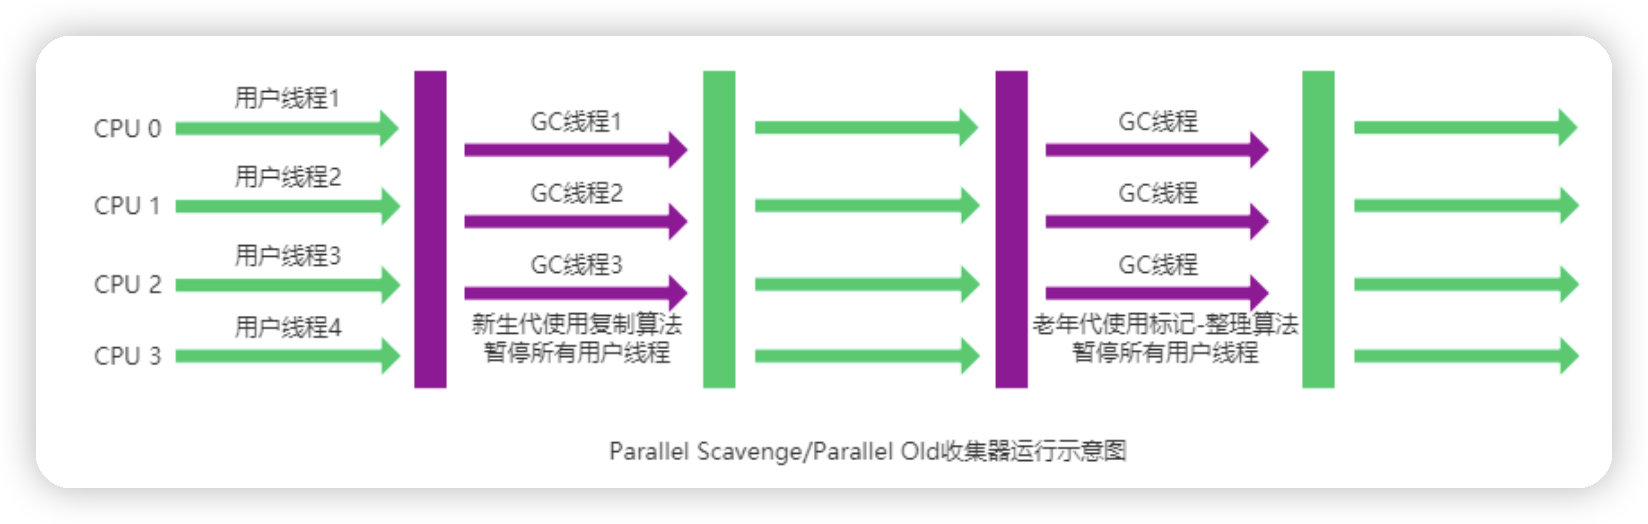 用户线程1
CPU 0
用户线程2
CPU 1
用户线程3
CPU 2
用户线程4
CPU 3
GC线程1
GC线程2
GC线程3
新生代使用复制算法
暂停所有用户线程
GC线程
GC线程
GC线程
老年代使用标记-整理算法
暂停所有用户线程
Parallel Scavenge/Parallel Old收集器运行示意图